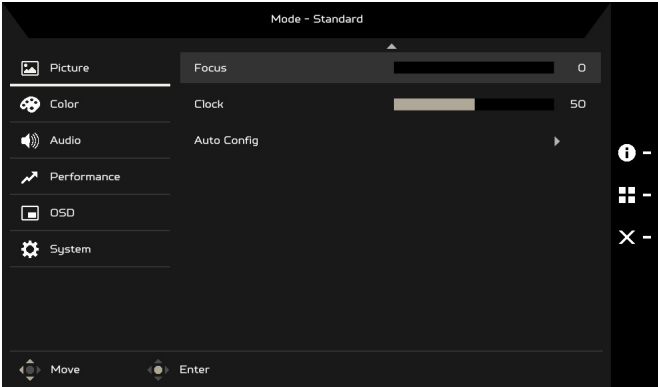 Mode - Standard
Picture
Focus 0
Color
Clock 50
Audio
Auto Config
Performance
OSD
System
Move Enter